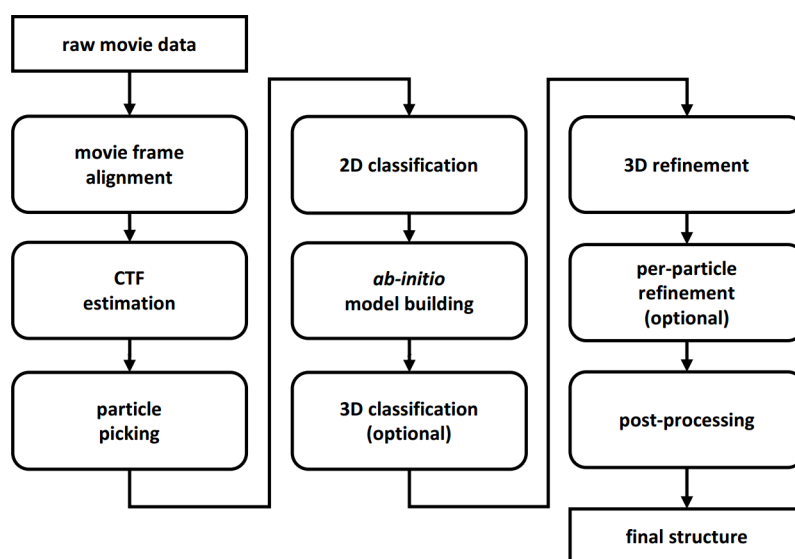 raw movie data
movie frame
alignment
CTF
estimation
particle
picking
2D classification
ab-initio
model building
3D classification
(optional)
3D refinement
per-particle
refinement
(optional)
post-processing
final structure